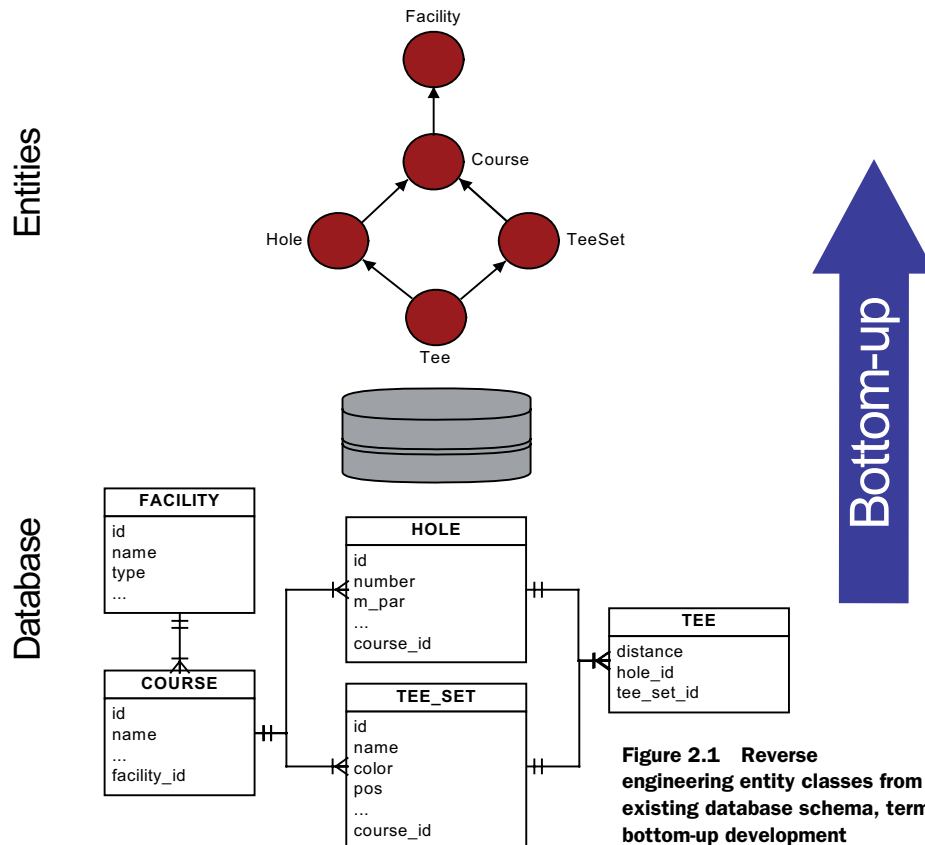 Facility
Course
Hole
TeeSet
Tee
Entities
Bottom-up
Database
FACILITY
id
name
type
...
COURSE
id
name
...
facility_id
HOLE
id
number
m_par
...
course_id
TEE_SET
id
name
color
pos
...
course_id
TEE
distance
hole_id
tee_set_id
Figure 2.1 Reverse
engineering entity classes from
existing database schema, term
bottom-up development